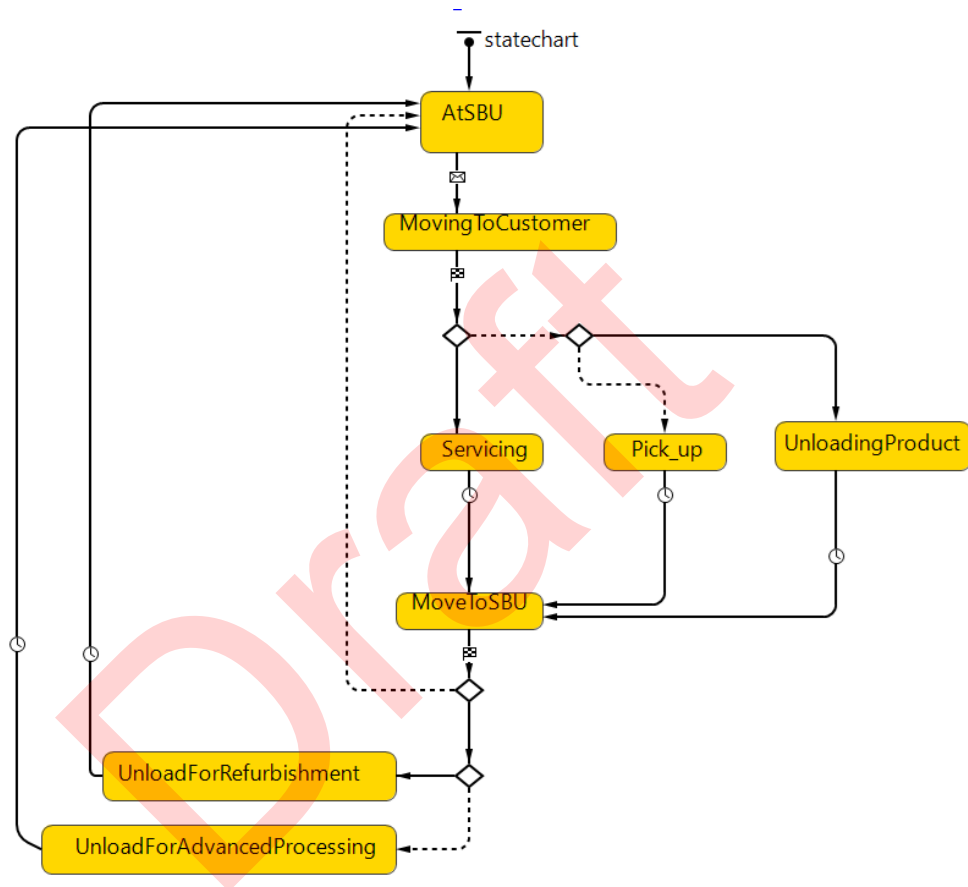 statechart
AtSBU
MovingToCustomer
Servicing
Pick_up
UnloadingProduct
MoveToSBU
UnloadForRefurbishment
UnloadForAdvancedProcessing
Draft